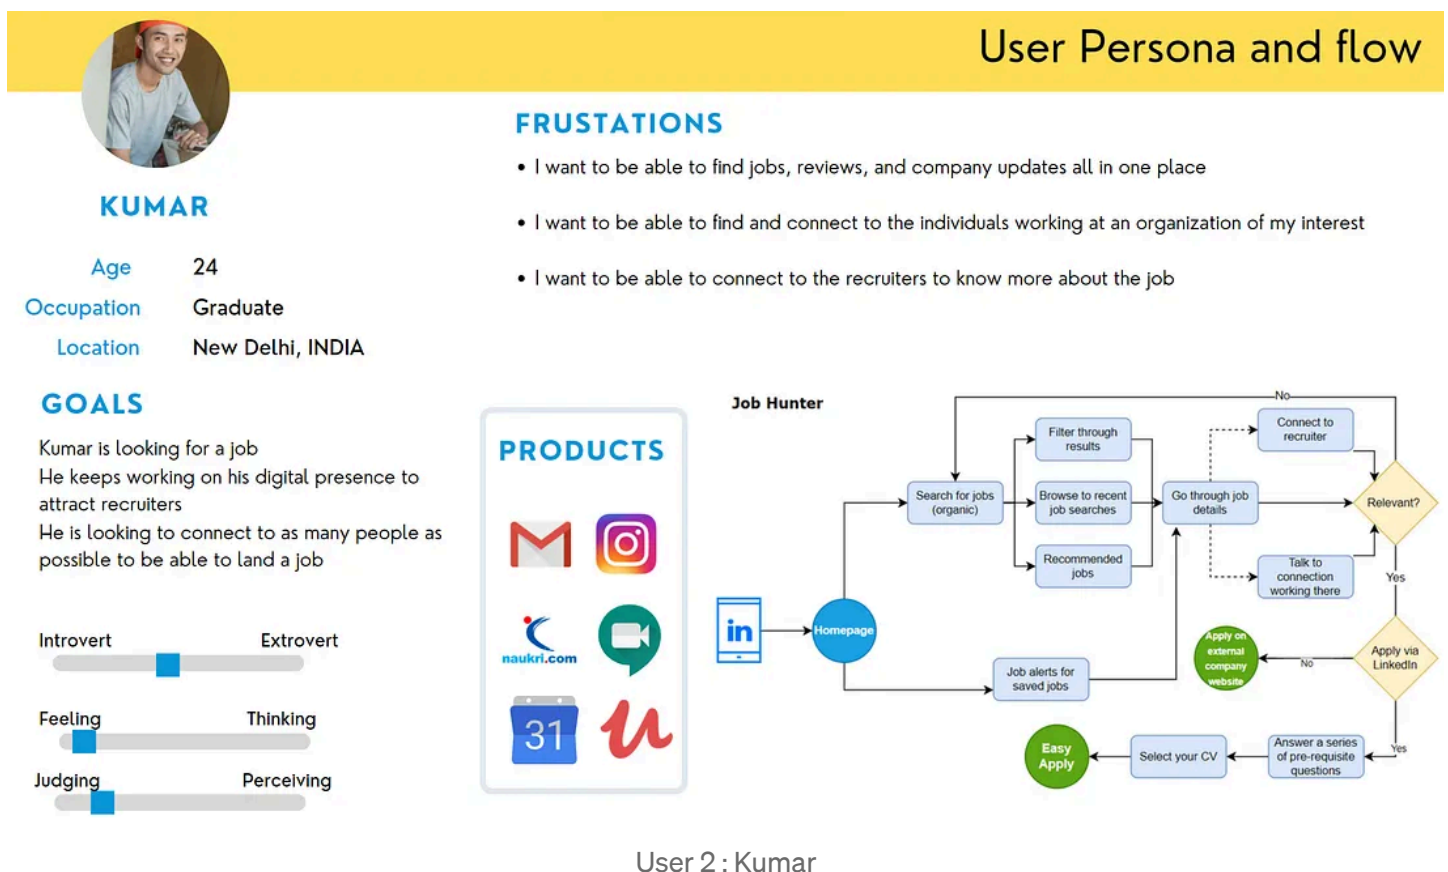 User Persona and flow
KUMAR
Age 24
Occupation Graduate
Location New Delhi, INDIA
FRUSTATIONS
• I want to be able to find jobs, reviews, and company updates all in one place
• I want to be able to find and connect to the individuals working at an organization of my interest
• I want to be able to connect to the recruiters to know more about the job
GOALS
Kumar is looking for a job
He keeps working on his digital presence to
attract recruiters
He is looking to connect to as many people as
possible to be able to land a job
Introvert Extrovert
Feeling Thinking
Judging Perceiving
PRODUCTS
naukri.com
31
Job Hunter
in
Homepage
Search for jobs
(organic)
Filter through
results
Browse to recent
job searches
Recommended
jobs
Go through job
details
Connect to
recruiter
Talk to
connection
working there
Relevant?
No
Yes
Job alerts for
saved jobs
Apply via
LinkedIn
No
Apply on
external
company
website
Yes
Answer a series
of pre-requisite
questions
Select your CV
Easy
Apply
User 2 : Kumar